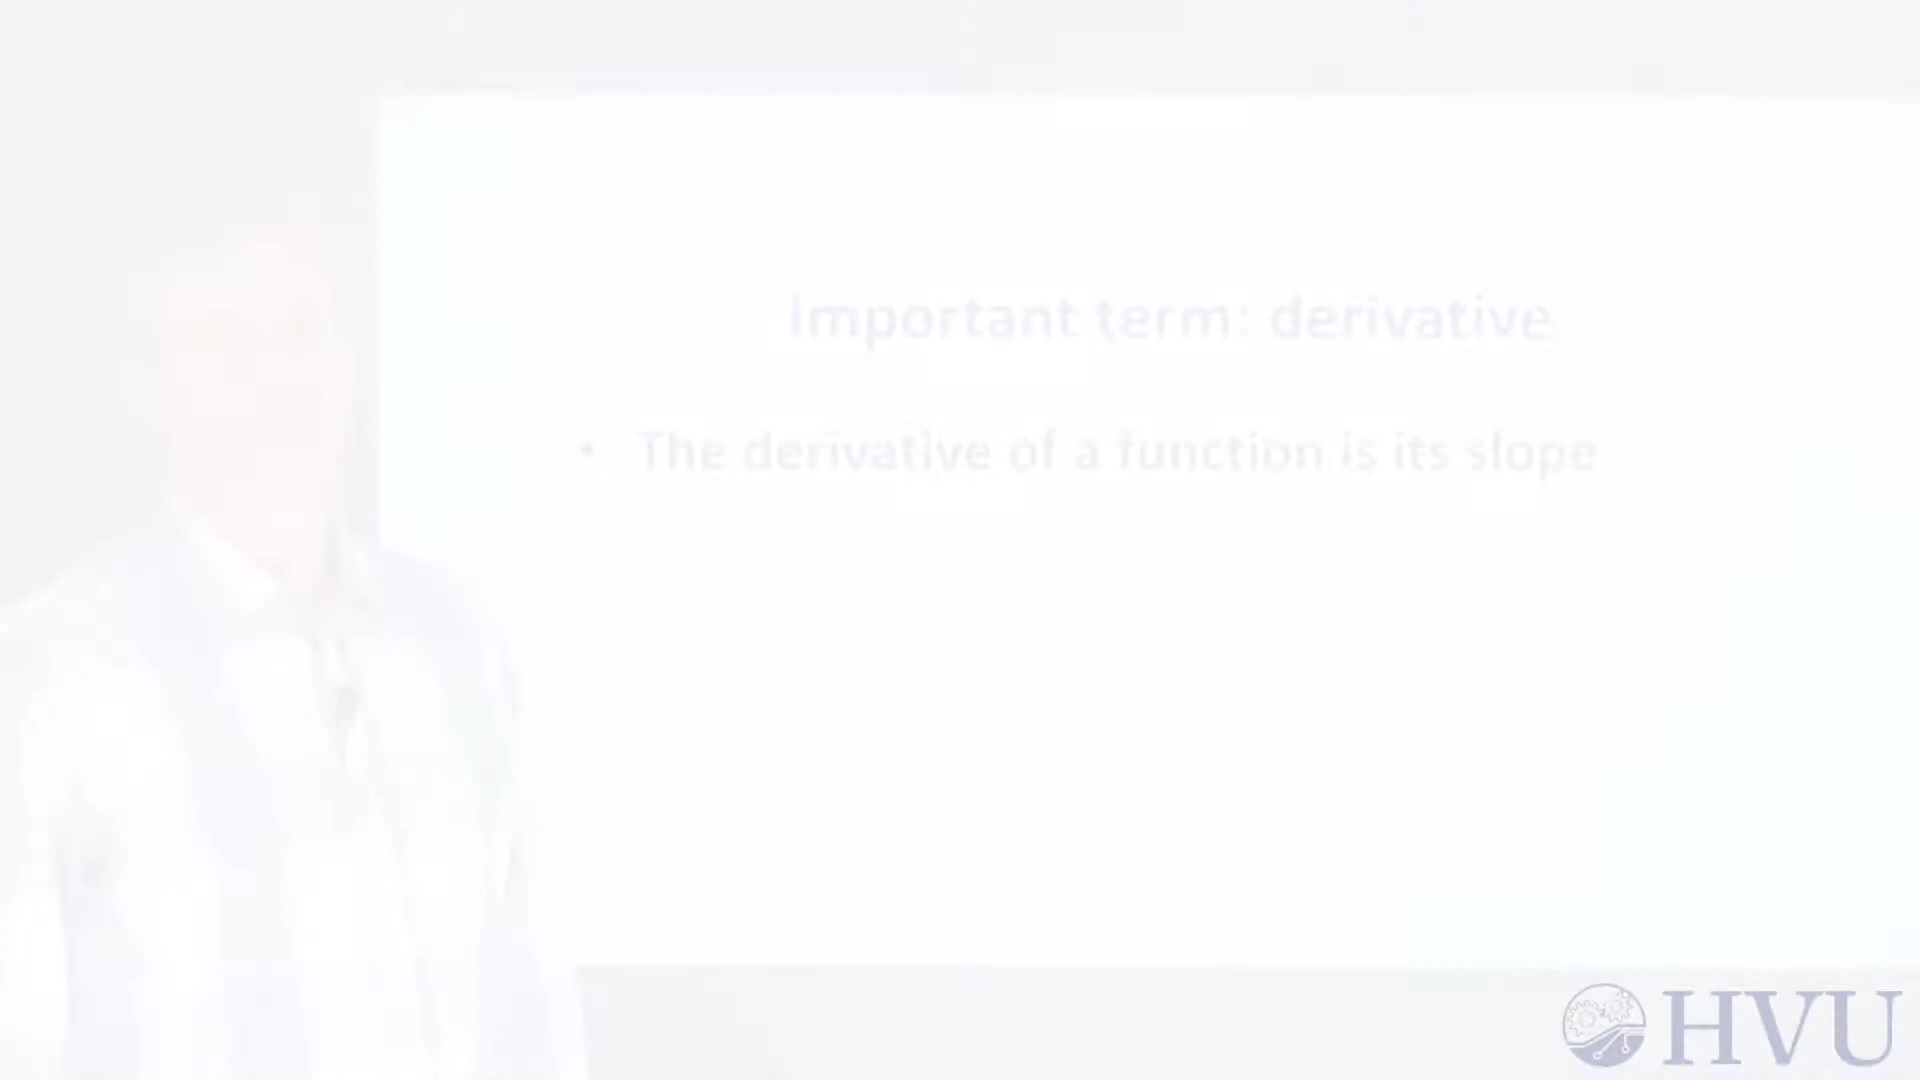 Important term: derivative
• The derivative of a function is its slope
HVU